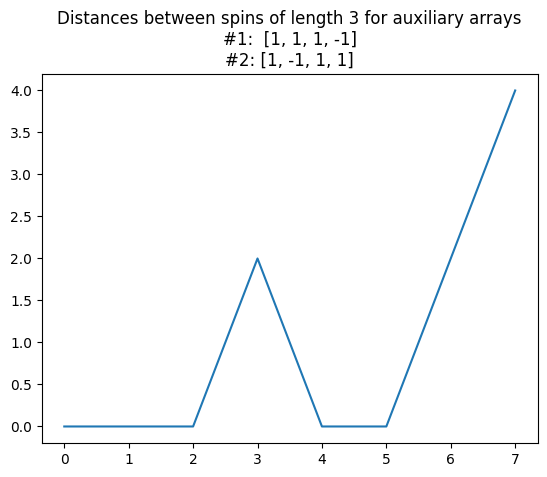 Distances between spins of length 3 for auxiliary arrays
#1:  [1, 1, 1, -1]
#2: [1, -1, 1, 1]
4.0
3.5
3.0
2.5
2.0
1.5
1.0
0.5
0.0
0 1 2 3 4 5 6 7